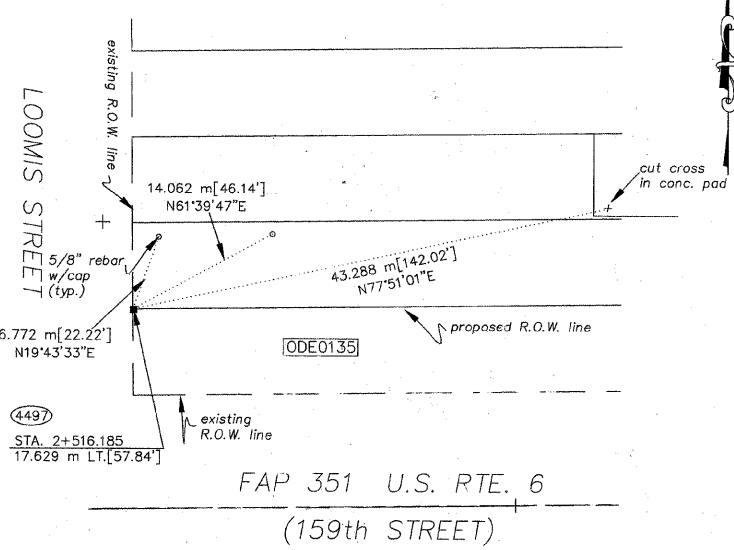 LOOMIS STREET
existing R.O.W. line
14.062 m[46.14']
N61°39'47"E
cut cross
in conc. pad
5/8" rebar
w/cap
(typ.)
43.288 m[142.02']
N77°51'01"E
6.772 m[22.22']
N19°43'33"E
proposed R.O.W. line
0DE0135
4497
existing
R.O.W. line
STA. 2+516.185
17.629 m LT.[57.84']
FAP 351 U.S. RTE. 6
(159th STREET)